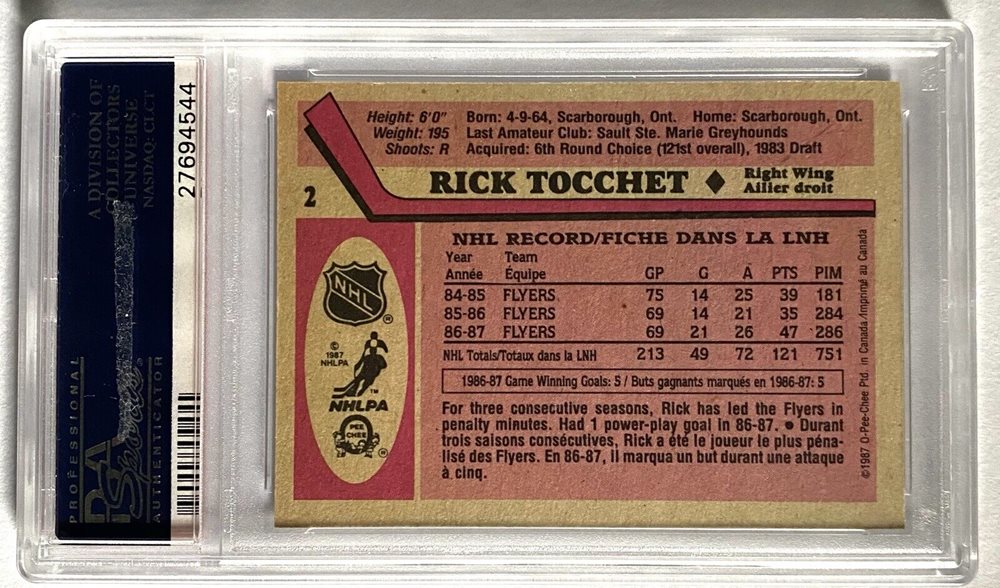 A DIVISION OF
COLLECTORS
UNIVERSE
NASDAQ: CLCT
PROFESSIONAL
PSA
Sports
AUTHENTICATOR
27694544
Height: 6'0" Born: 4-9-64, Scarborough, Ont. Home: Scarborough, Ont.
Weight: 195 Last Amateur Club: Sault Ste. Marie Greyhounds
Shoots: R Acquired: 6th Round Choice (121st overall), 1983 Draft
2
RICK TOCCHET ♦ Right Wing
Ailier droit
NHL RECORD/FICHE DANS LA LNH
Year Team
Année Équipe GP G A PTS PIM
84-85 FLYERS 75 14 25 39 181
85-86 FLYERS 69 14 21 35 284
86-87 FLYERS 69 21 26 47 286
NHL Totals/Totaux dans la LNH 213 49 72 121 751
1986-87 Game Winning Goals: 5 / Buts gagnants marqués en 1986-87: 5
For three consecutive seasons, Rick has led the Flyers in
penalty minutes. Had 1 power-play goal in 86-87. ● Durant
trois saisons consécutives, Rick a été le joueur le plus péna-
lisé des Flyers. En 86-87, il marqua un but durant une attaque
à cinq.
NHL
®
©
1987
NHLPA
TM
NHLPA
O
PEE
CHEE
®
©1987 O-Pee-Chee Ptd. in Canada/Imprimé au Canada